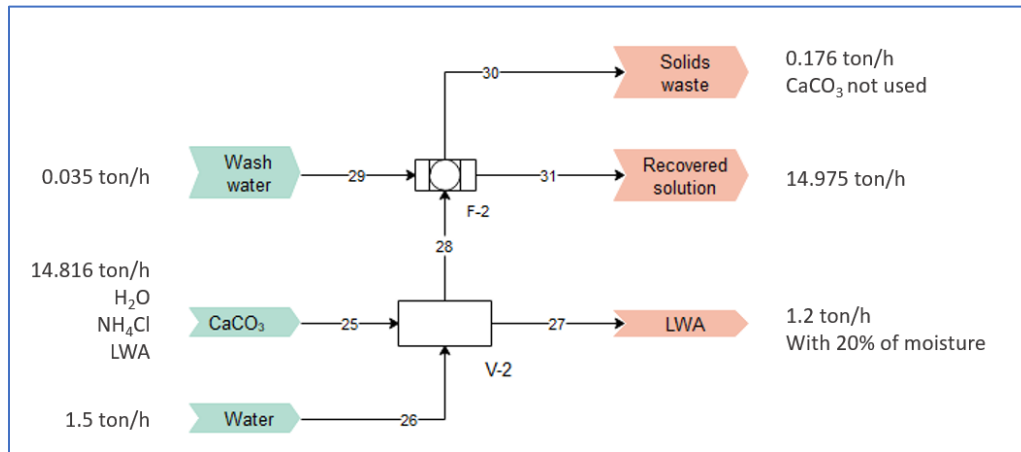 30
Solids
waste
0.176 ton/h
CaCO₃ not used
0.035 ton/h
Wash
water
29
F-2
31
Recovered
solution
14.975 ton/h
28
14.816 ton/h
H₂O
NH₄Cl
LWA
CaCO₃
25
V-2
27
LWA
1.2 ton/h
With 20% of moisture
1.5 ton/h
Water
26